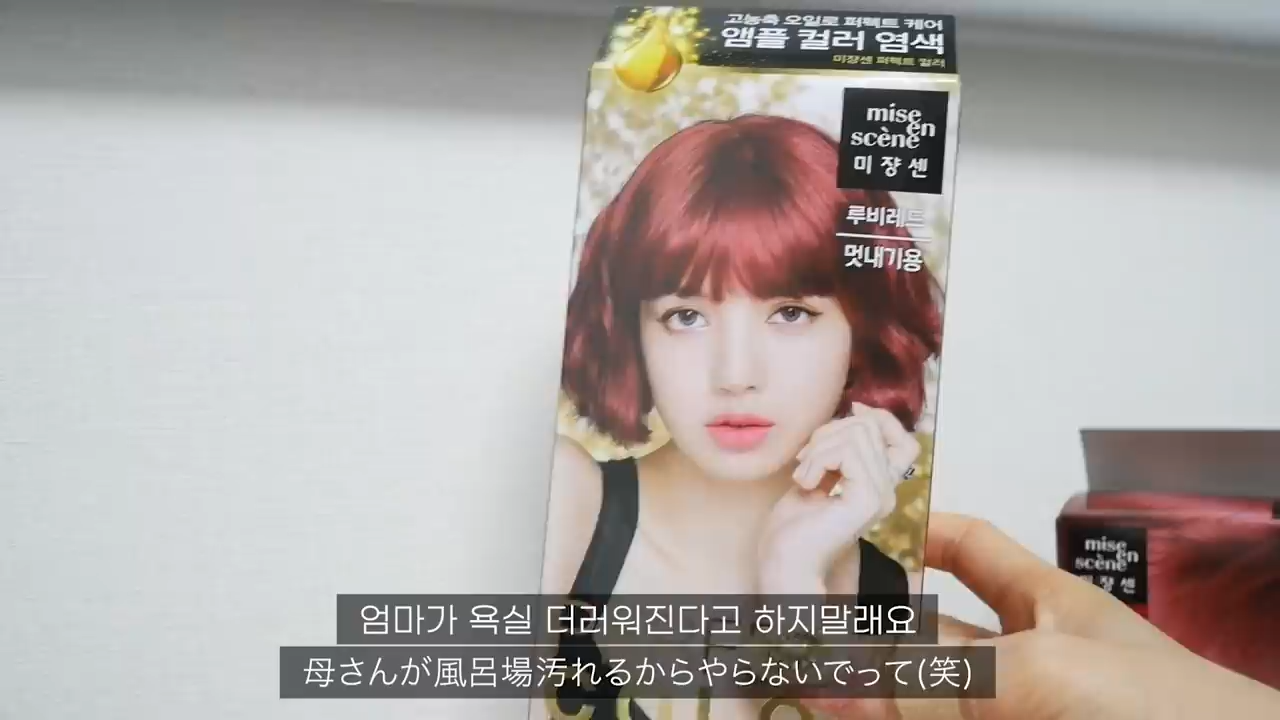 고농축 오일로 퍼펙트 케어
앰플 컬러 염색
미쟝센 퍼펙트 컬러
mise
en
scène
미쟝센
루비레드
멋내기용
mise
en
scène
미쟝센
엄마가 욕실 더러워진다고 하지말래요
母さんが風呂場汚れるからやらないでって(笑)